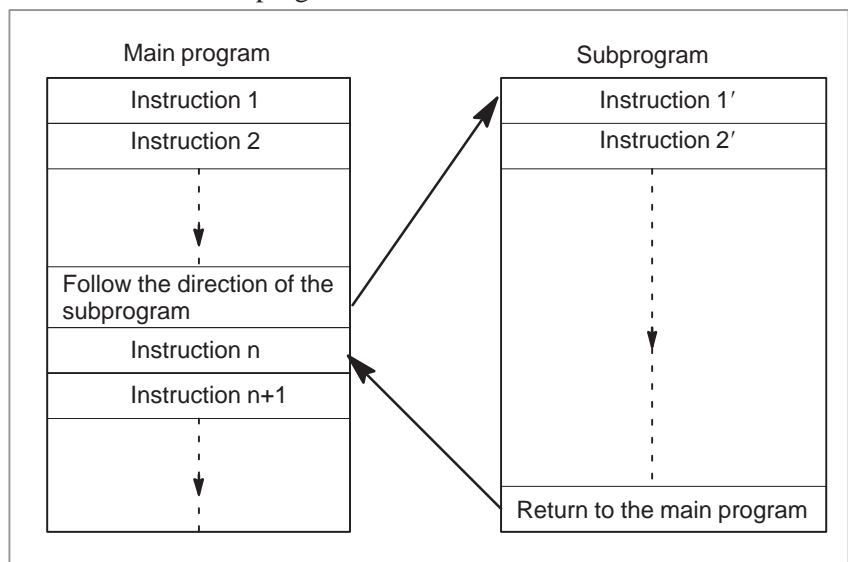 Main program
Instruction 1
Instruction 2
Follow the direction of the
subprogram
Instruction n
Instruction n+1
Subprogram
Instruction 1′
Instruction 2′
Return to the main program